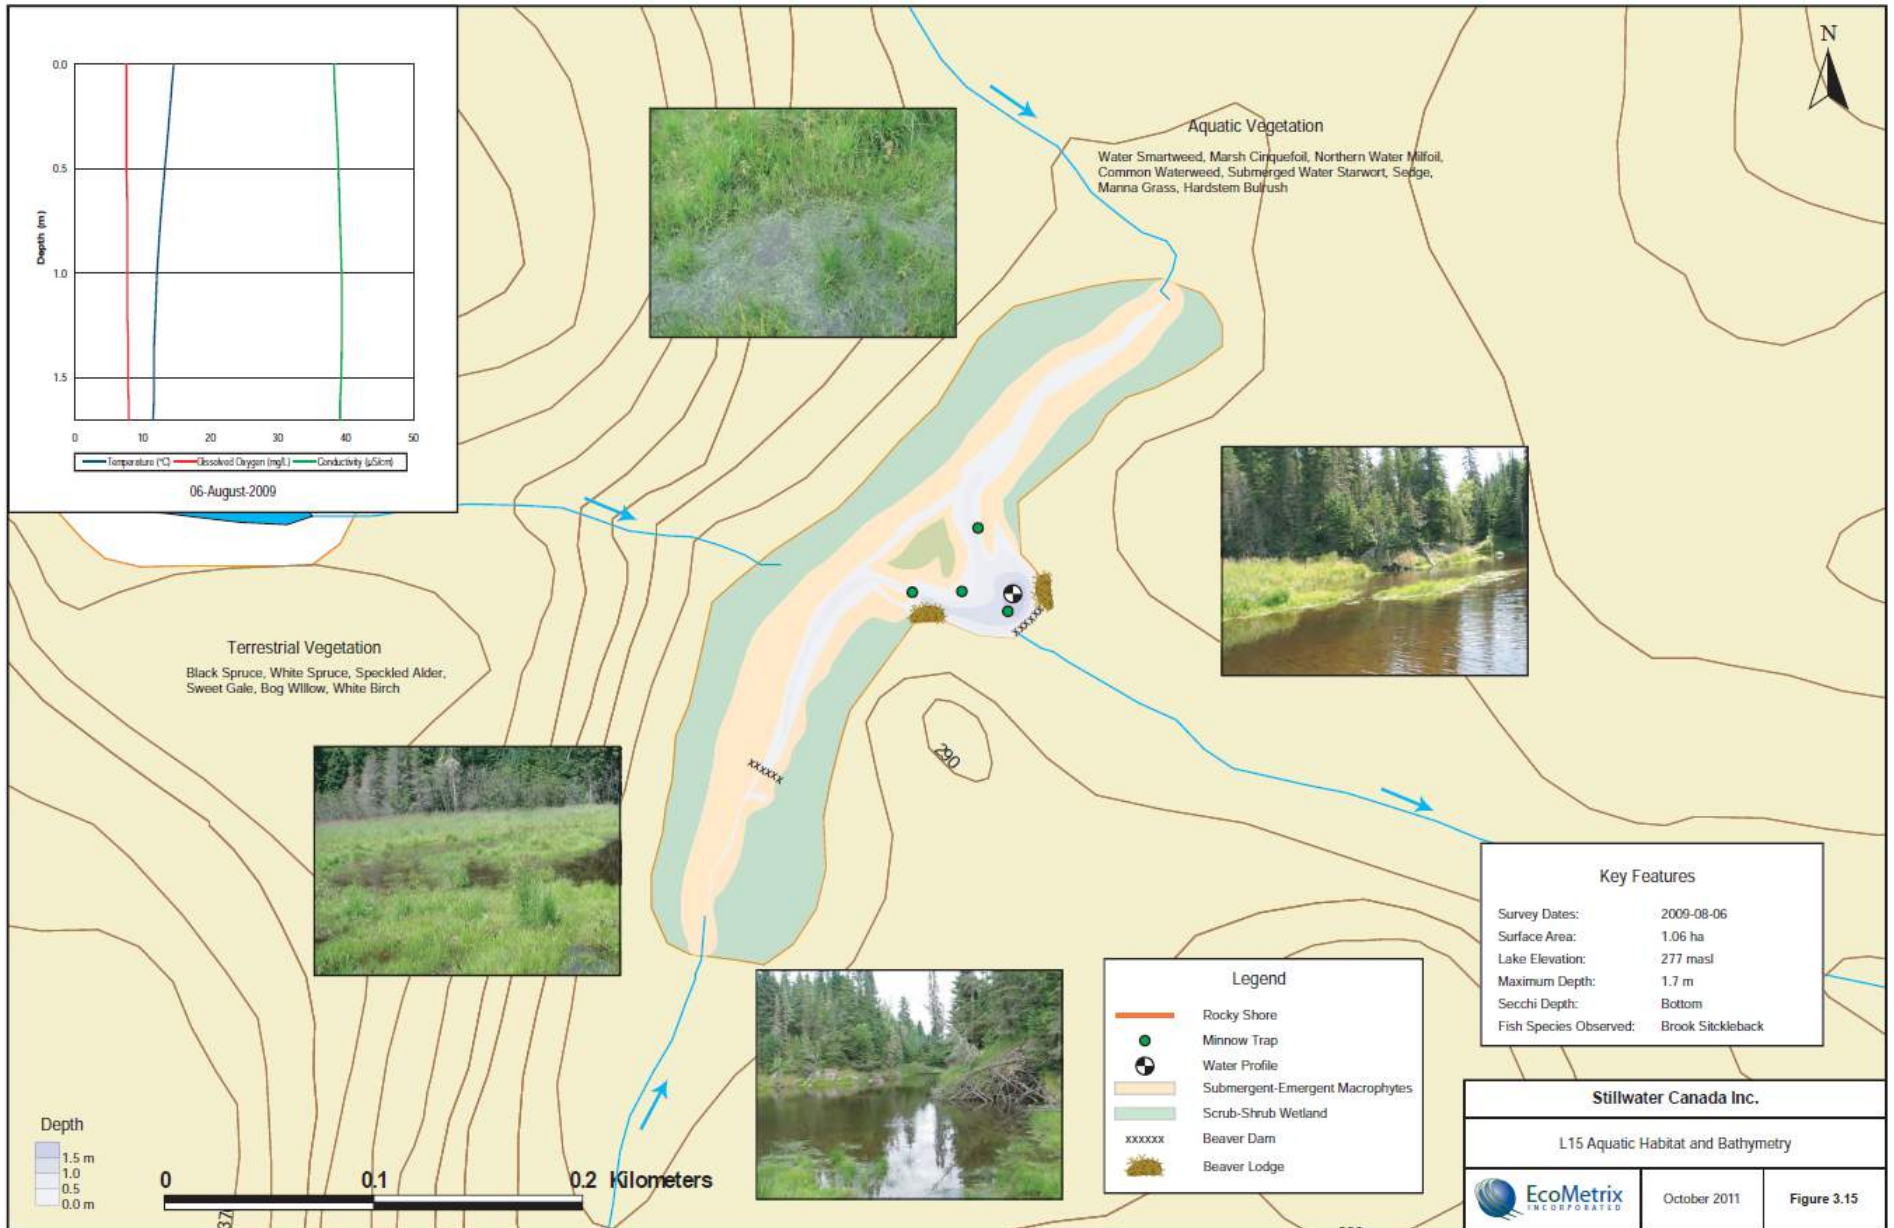 0.0
0.5
1.0
1.5
Depth (m)
0 10 20 30 40 50
Temperature (°C) Dissolved Oxygen (mg/L) Conductivity (µS/cm)
06-August-2009
N
Aquatic Vegetation
Water Smartweed, Marsh Cinquefoil, Northern Water Milfoil,
Common Waterweed, Submerged Water Starwort, Sedge,
Manna Grass, Hardstem Bulrush
Terrestrial Vegetation
Black Spruce, White Spruce, Speckled Alder,
Sweet Gale, Bog WIllow, White Birch
xxxxxx
xxxxxx
290
Key Features
Survey Dates: 2009-08-06
Surface Area: 1.06 ha
Lake Elevation: 277 masl
Maximum Depth: 1.7 m
Secchi Depth: Bottom
Fish Species Observed: Brook Sitckleback
Legend
Rocky Shore
Minnow Trap
Water Profile
Submergent-Emergent Macrophytes
Scrub-Shrub Wetland
xxxxxx Beaver Dam
Beaver Lodge
Depth
1.5 m
1.0
0.5
0.0 m
0 0.1 0.2 Kilometers
Stillwater Canada Inc.
L15 Aquatic Habitat and Bathymetry
EcoMetrix
INCORPORATED
October 2011
Figure 3.15